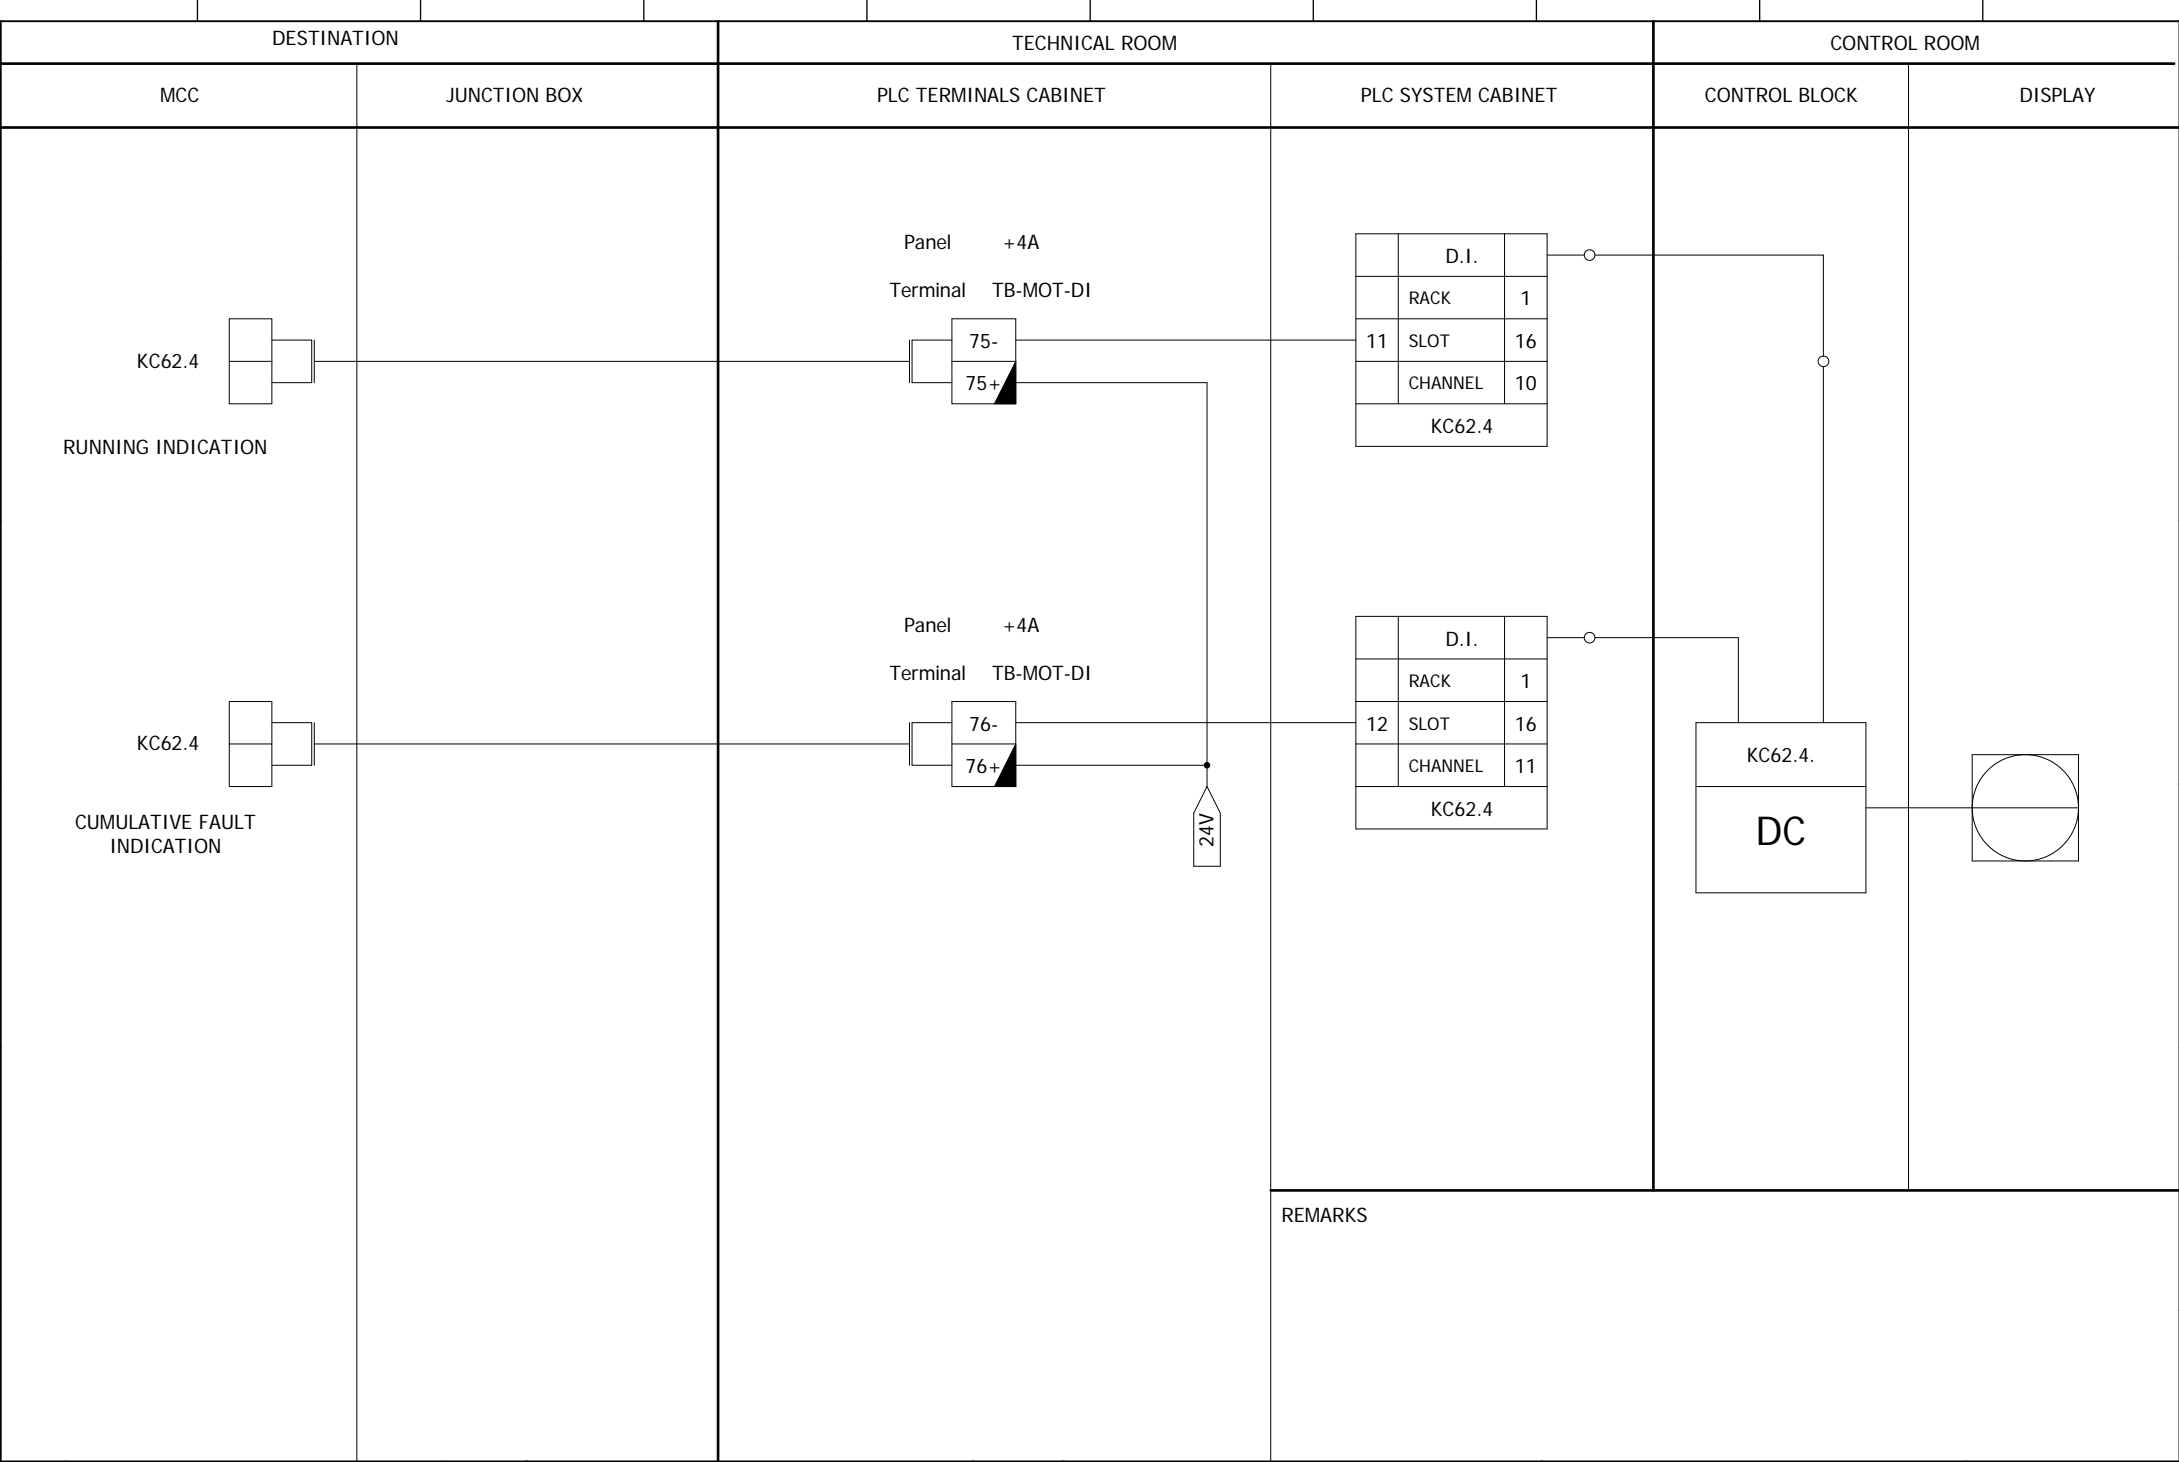 DESTINATION
TECHNICAL ROOM
CONTROL ROOM
MCC
JUNCTION BOX
PLC TERMINALS CABINET
PLC SYSTEM CABINET
CONTROL BLOCK
DISPLAY
Panel +4A
Terminal TB-MOT-DI
KC62.4
75-
75+
RUNNING INDICATION
D.I.
RACK 1
11 SLOT 16
CHANNEL 10
KC62.4
Panel +4A
Terminal TB-MOT-DI
KC62.4
76-
76+
CUMULATIVE FAULT
INDICATION
24V
D.I.
RACK 1
12 SLOT 16
CHANNEL 11
KC62.4
KC62.4.
DC
REMARKS